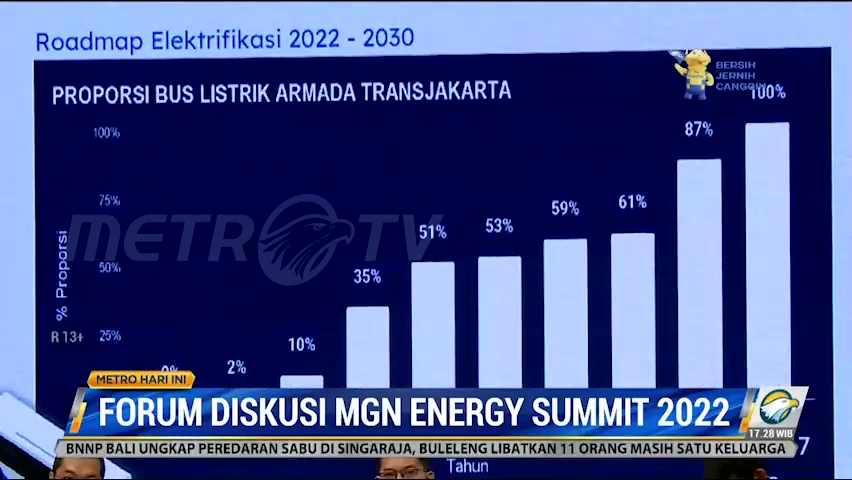 Roadmap Elektrifikasi 2022 - 2030
BERSIH
JERNIH
PROPORSI BUS LISTRIK ARMADA TRANSJAKARTA
100%
100%
87%
75%
METRO TV
61%
59%
53%
51%
50%
% Proporsi
35%
R 13+
25%
10%
2%
METRO HARI INI
FORUM DISKUSI MGN ENERGY SUMMIT 2022
17.28 WIB
7
BNNP BALI UNGKAP PEREDARAN SABU DI SINGARAJA, BULELENG LIBATKAN 11 ORANG MASIH SATU KELUARGA
Tahun